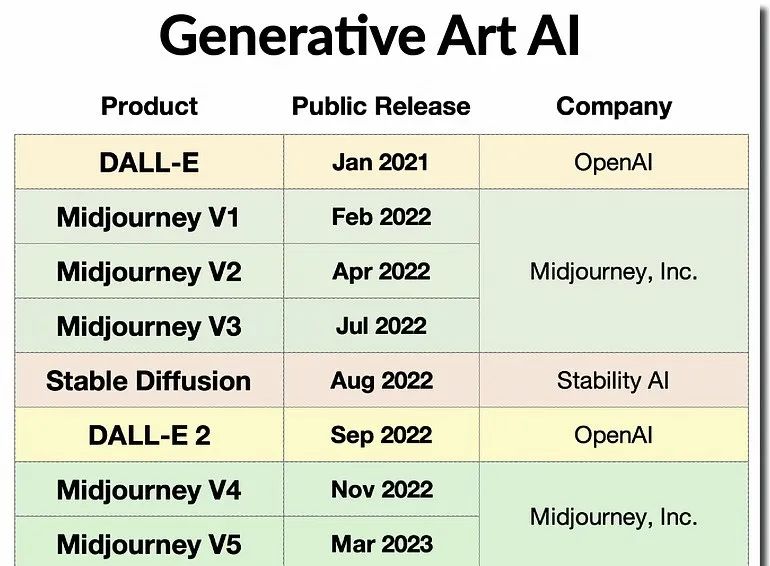 Generative Art AI
Product Public Release Company
DALL-E Jan 2021 OpenAI
Midjourney V1 Feb 2022
Midjourney V2 Apr 2022 Midjourney, Inc.
Midjourney V3 Jul 2022
Stable Diffusion Aug 2022 Stability AI
DALL-E 2 Sep 2022 OpenAI
Midjourney V4 Nov 2022
Midjourney, Inc.
Midjourney V5 Mar 2023